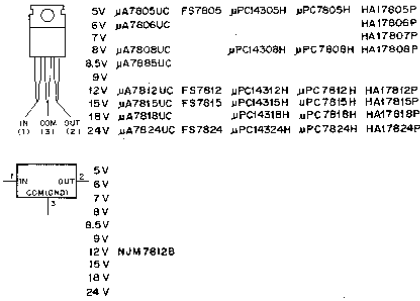 5V μA7805UC FS7805 μPC14305H μPC7805H HA17805P
6V μA7806UC HA17806P
7V HA17807P
8V μA7808UC μPC14308H μPC7808H HA17808P
8.5V μA7885UC
9V
12V μA7812UC FS7812 μPC14312H μPC7812H HA17812P
15V μA7815UC FS7815 μPC14315H μPC7815H HA17815P
18V μA7818UC μPC14318H μPC7818H HA17818P
24V μA7824UC FS7824 μPC14324H μPC7824H HA17824P
IN COM OUT
(1) (3) (2)
5V
1 IN OUT 2
6V
COM(GND)
7V
3
8V
8.5V
9V
12V NJM7812B
15V
18V
24V